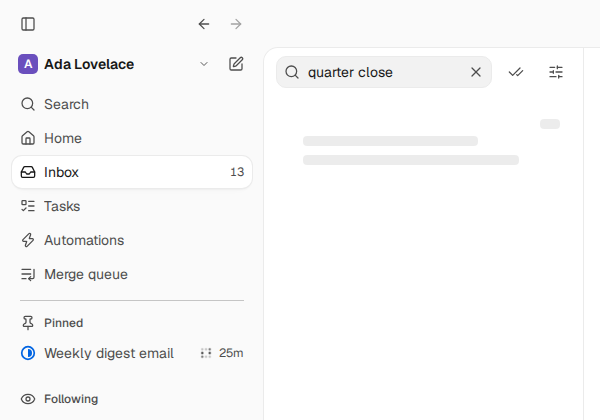 A Ada Lovelace
Search
Home
Inbox 13
Tasks
Automations
Merge queue
Pinned
Weekly digest email 25m
Following
quarter close